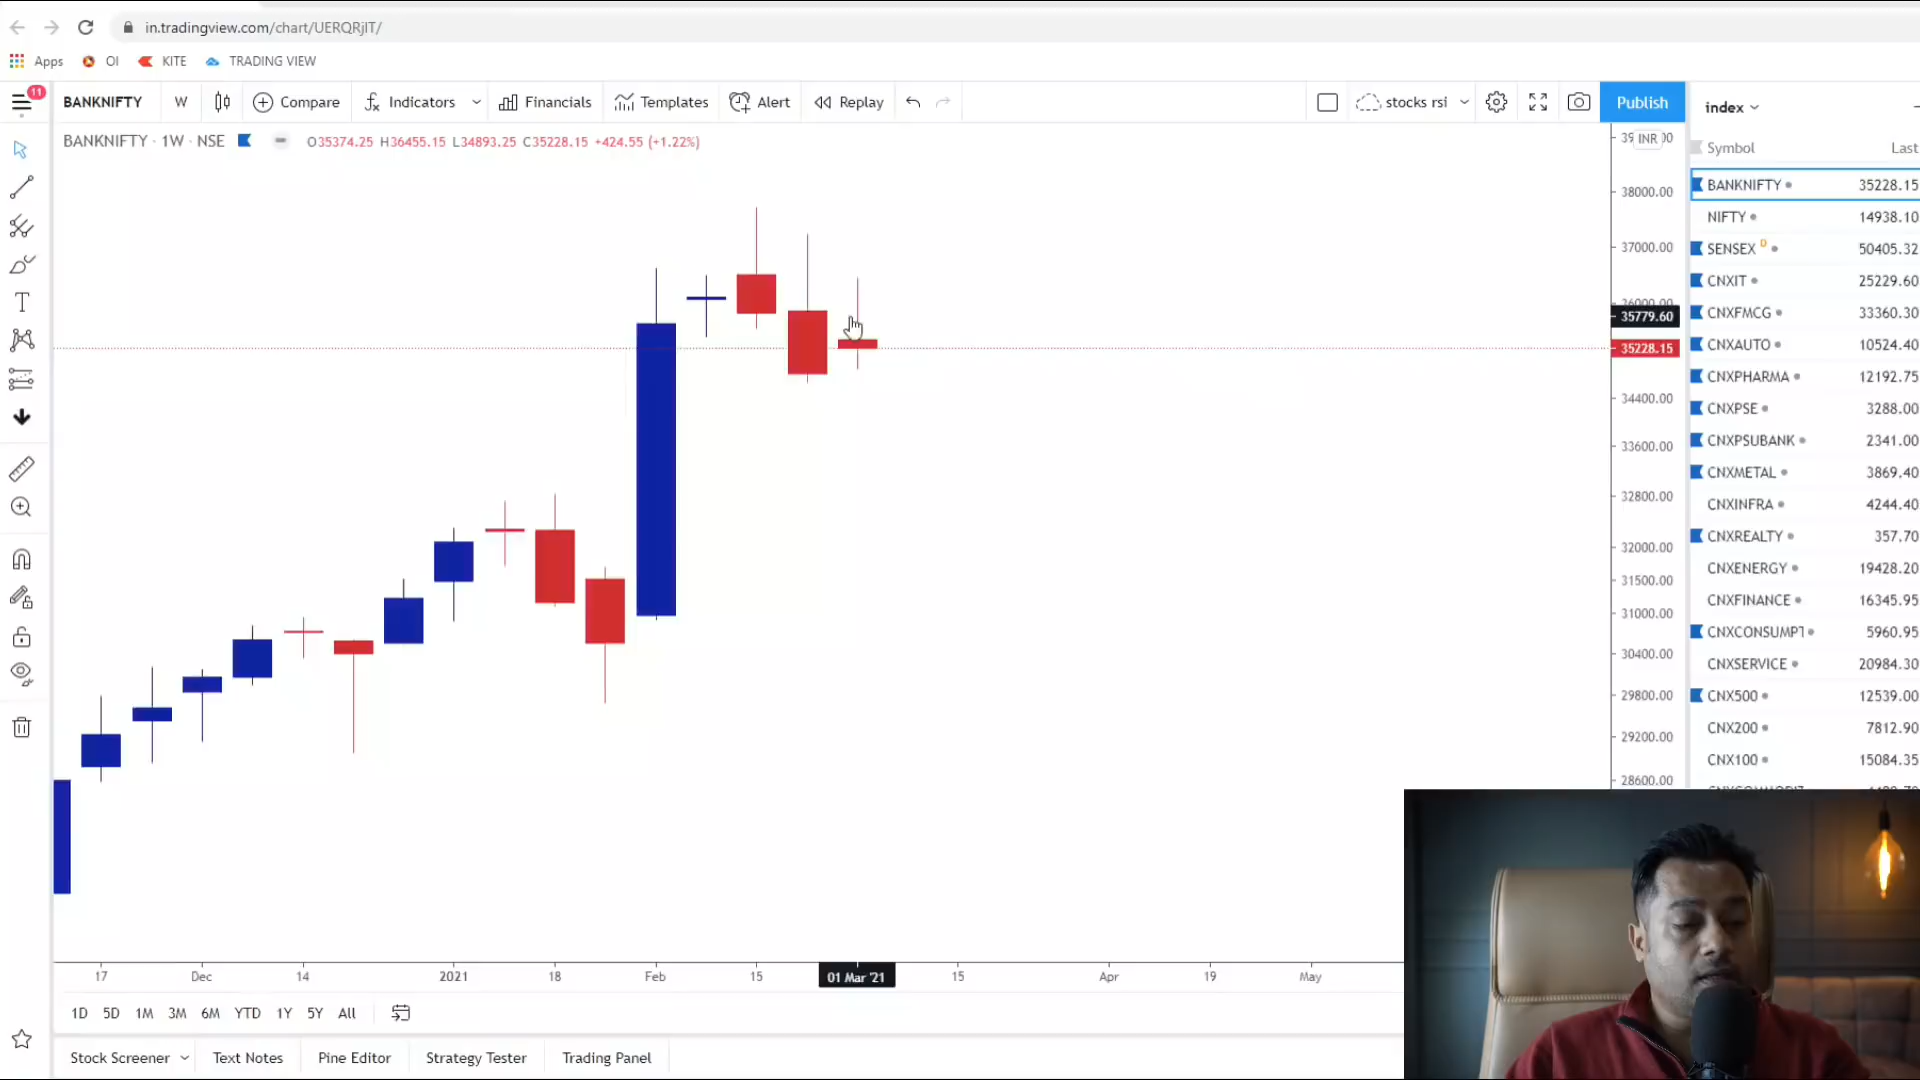 in.tradingview.com/chart/UERQRjIT/
Apps OI KITE TRADING VIEW
11
BANKNIFTY W Compare Indicators Financials Templates Alert Replay stocks rsi Publish
BANKNIFTY · 1W · NSE O35374.25 H36455.15 L34893.25 C35228.15 +424.55 (+1.22%)
INR
38000.00
37000.00
36000.00
35779.60
35228.15
34400.00
33600.00
32800.00
32000.00
31500.00
31000.00
30400.00
29800.00
29200.00
28600.00
index
Symbol Last
BANKNIFTY 35228.15
NIFTY 14938.10
SENSEX D 50405.32
CNXIT 25229.60
CNXFMCG 33360.30
CNXAUTO 10524.40
CNXPHARMA 12192.75
CNXPSE 3288.00
CNXPSUBANK 2341.00
CNXMETAL 3869.40
CNXINFRA 4244.40
CNXREALTY 357.70
CNXENERGY 19428.20
CNXFINANCE 16345.95
CNXCONSUMPT 5960.95
CNXSERVICE 20984.30
CNX500 12539.00
CNX200 7812.90
CNX100 15084.35
17 Dec 14 2021 18 Feb 15 01 Mar '21 15 Apr 19 May
1D 5D 1M 3M 6M YTD 1Y 5Y All
Stock Screener Text Notes Pine Editor Strategy Tester Trading Panel